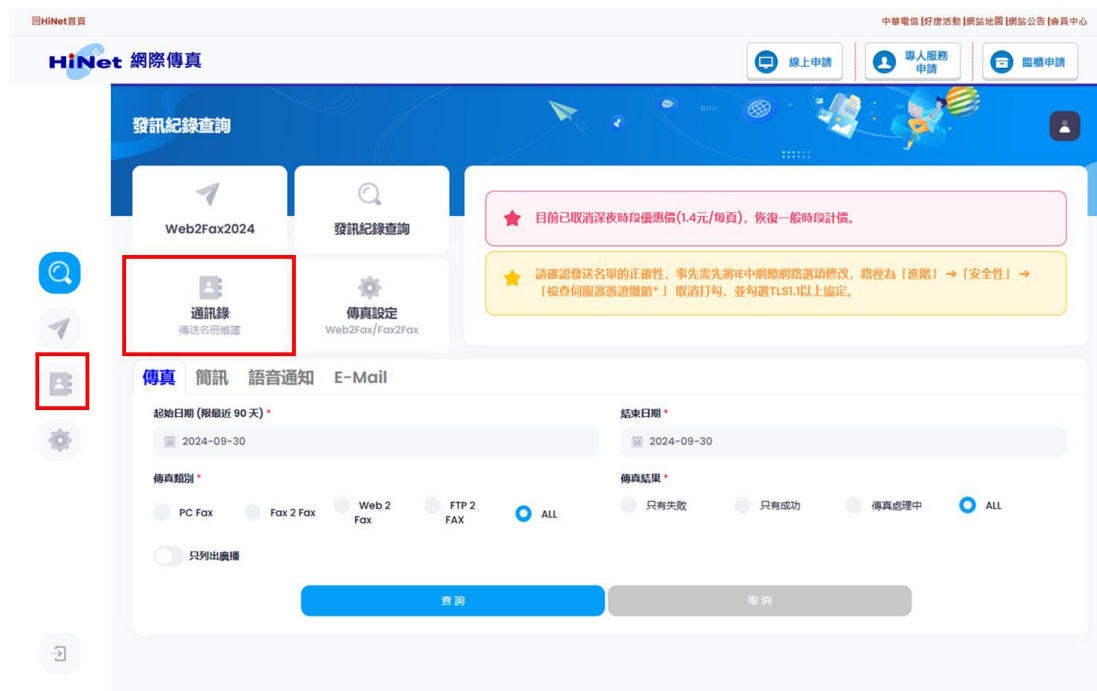 回HiNet首頁
中華電信|好康活動|網站地圖|網站公告|會員中心
HiNet 網際傳真
線上申請
專人服務
申請
臨櫃申請
發訊紀錄查詢
Web2Fax2024
發訊紀錄查詢
目前已取消深夜時段優惠價(1.4元/每頁)，恢復一般時段計價。
請確認發送名單的正確性，事先需先將IE中網際網路選項修改，路徑為「進階」→「安全性」→
「檢查伺服器憑證撤銷*」取消打勾，並勾選TLS1.1以上協定。
通訊錄
傳送名冊維護
傳真設定
Web2Fax/Fax2Fax
傳真 簡訊 語音通知 E-Mail
起始日期 (限最近 90 天) *
結束日期 *
2024-09-30
2024-09-30
傳真類別 *
傳真結果 *
PC Fax
Fax 2 Fax
Web 2
Fax
FTP 2
FAX
ALL
只有失敗
只有成功
傳真處理中
ALL
只列出廣播
查詢
取消